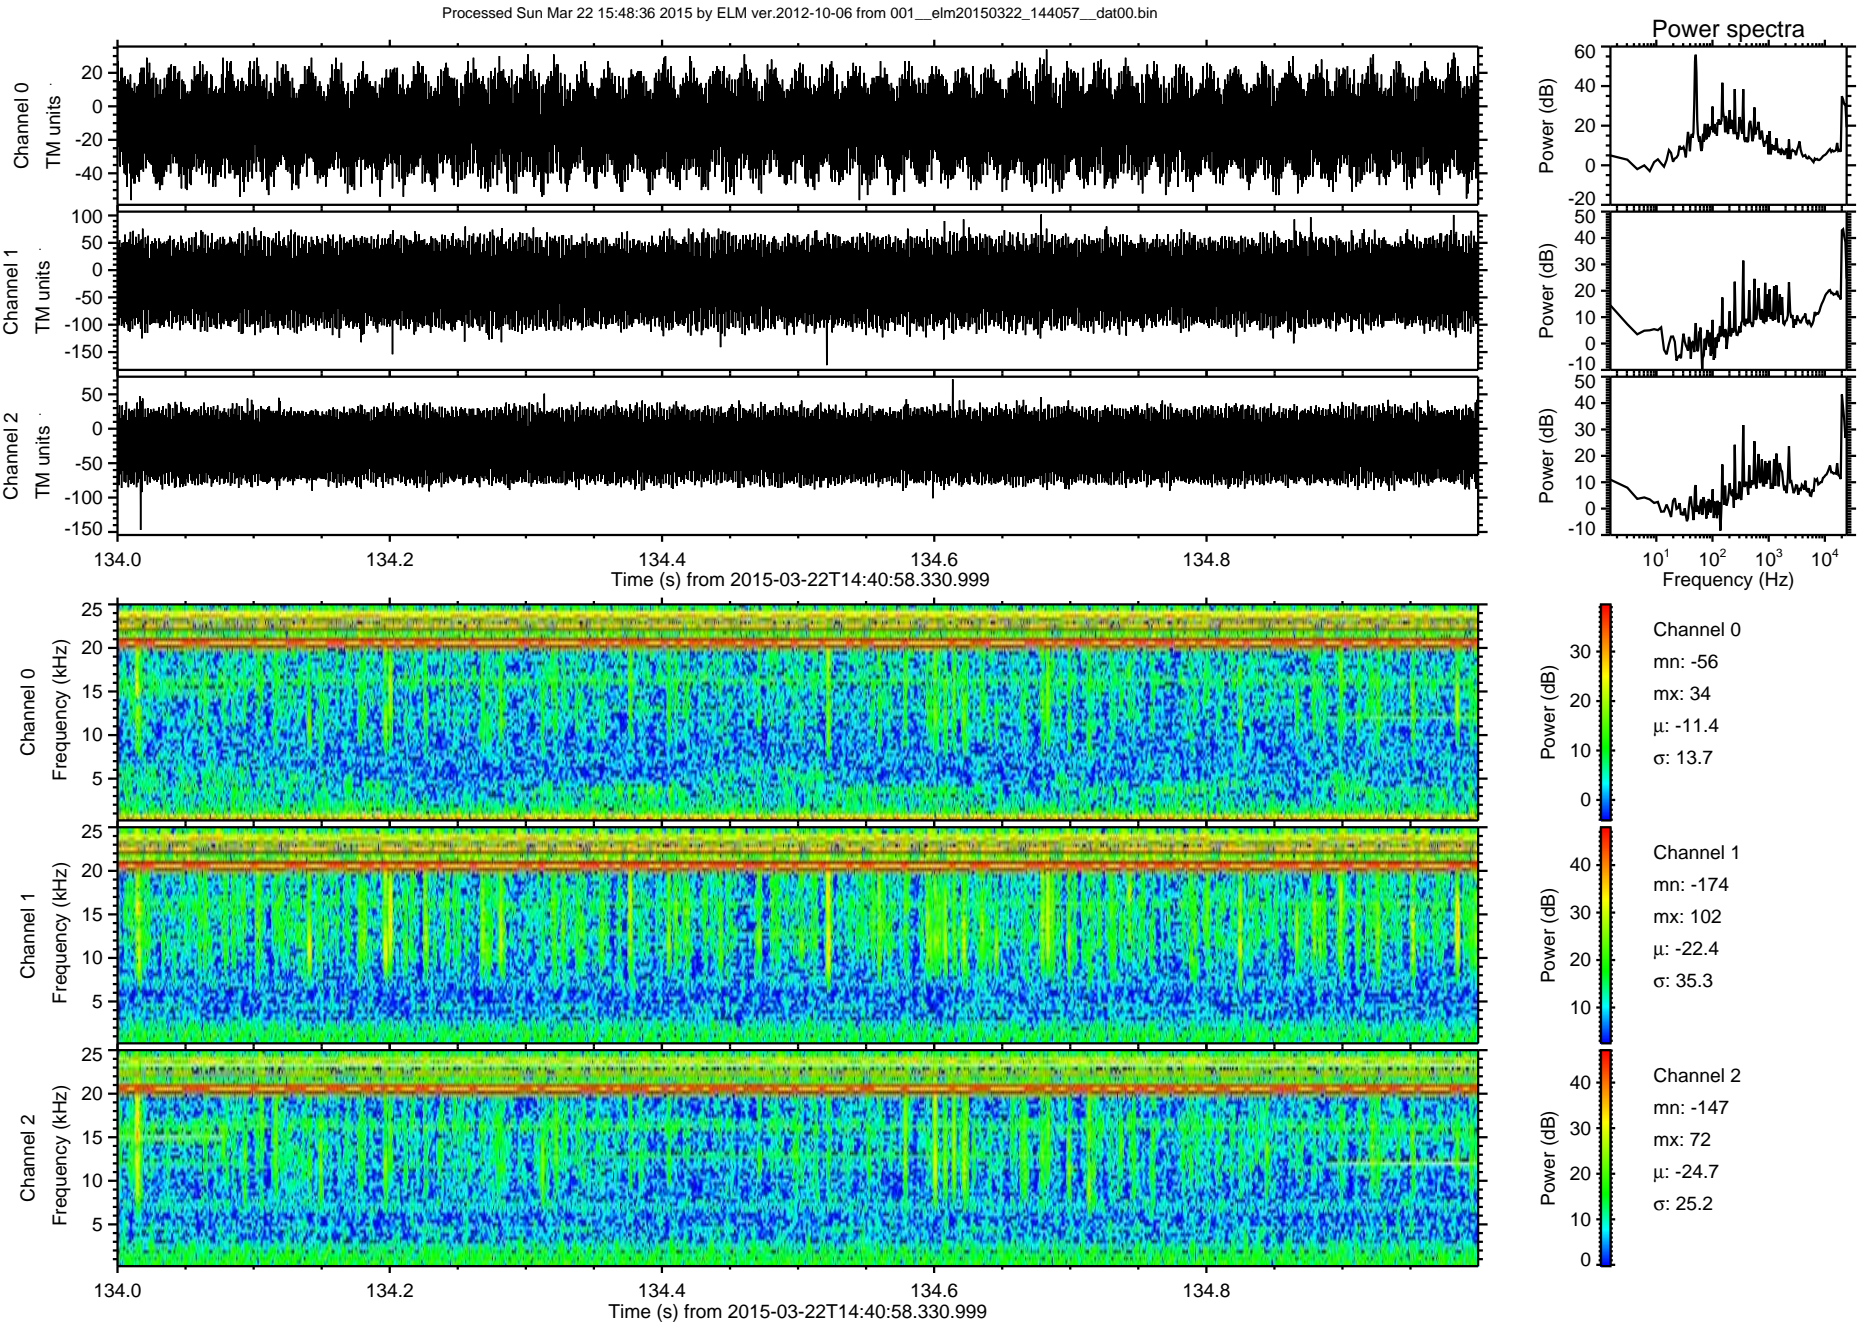 Processed Sun Mar 22 15:48:36 2015 by ELM ver.2012-10-06 from 001__elm20150322_144057__dat00.bin
Power spectra
Channel 0
TM units
20
0
-20
-40
Power (dB)
60
40
20
0
-20
Channel 1
TM units
100
50
0
-50
-100
-150
Power (dB)
50
40
30
20
10
0
-10
Channel 2
TM units
50
0
-50
-100
-150
Power (dB)
50
40
30
20
10
0
-10
134.0 134.2 134.4 134.6 134.8
Time (s) from 2015-03-22T14:40:58.330.999
10¹ 10² 10³ 10⁴
Frequency (Hz)
Channel 0
Frequency (kHz)
25
20
15
10
5
Power (dB)
30
20
10
0
Channel 0
mn: -56
mx: 34
μ: -11.4
σ: 13.7
Channel 1
Frequency (kHz)
25
20
15
10
5
Power (dB)
40
30
20
10
Channel 1
mn: -174
mx: 102
μ: -22.4
σ: 35.3
Channel 2
Frequency (kHz)
25
20
15
10
5
Power (dB)
40
30
20
10
0
Channel 2
mn: -147
mx: 72
μ: -24.7
σ: 25.2
134.0 134.2 134.4 134.6 134.8
Time (s) from 2015-03-22T14:40:58.330.999